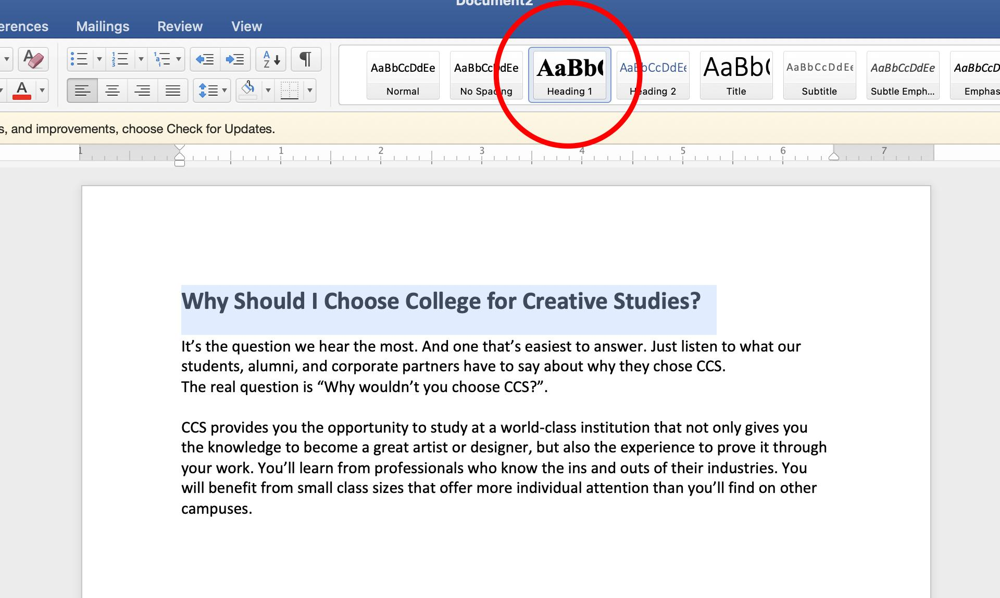 Document2
erences Mailings Review View
AaBbCcDdEe AaBbCcDdEe AaBbC AaBbCcDdEe AaBbC AaBbCcDdEe AaBbCcDdEe AaBbCcD
Normal No Spacing Heading 1 Heading 2 Title Subtitle Subtle Emph... Emphas
s, and improvements, choose Check for Updates.
1 1 2 3 4 5 6 7
Why Should I Choose College for Creative Studies?
It’s the question we hear the most. And one that’s easiest to answer. Just listen to what our
students, alumni, and corporate partners have to say about why they chose CCS.
The real question is “Why wouldn’t you choose CCS?”.
CCS provides you the opportunity to study at a world-class institution that not only gives you
the knowledge to become a great artist or designer, but also the experience to prove it through
your work. You’ll learn from professionals who know the ins and outs of their industries. You
will benefit from small class sizes that offer more individual attention than you’ll find on other
campuses.